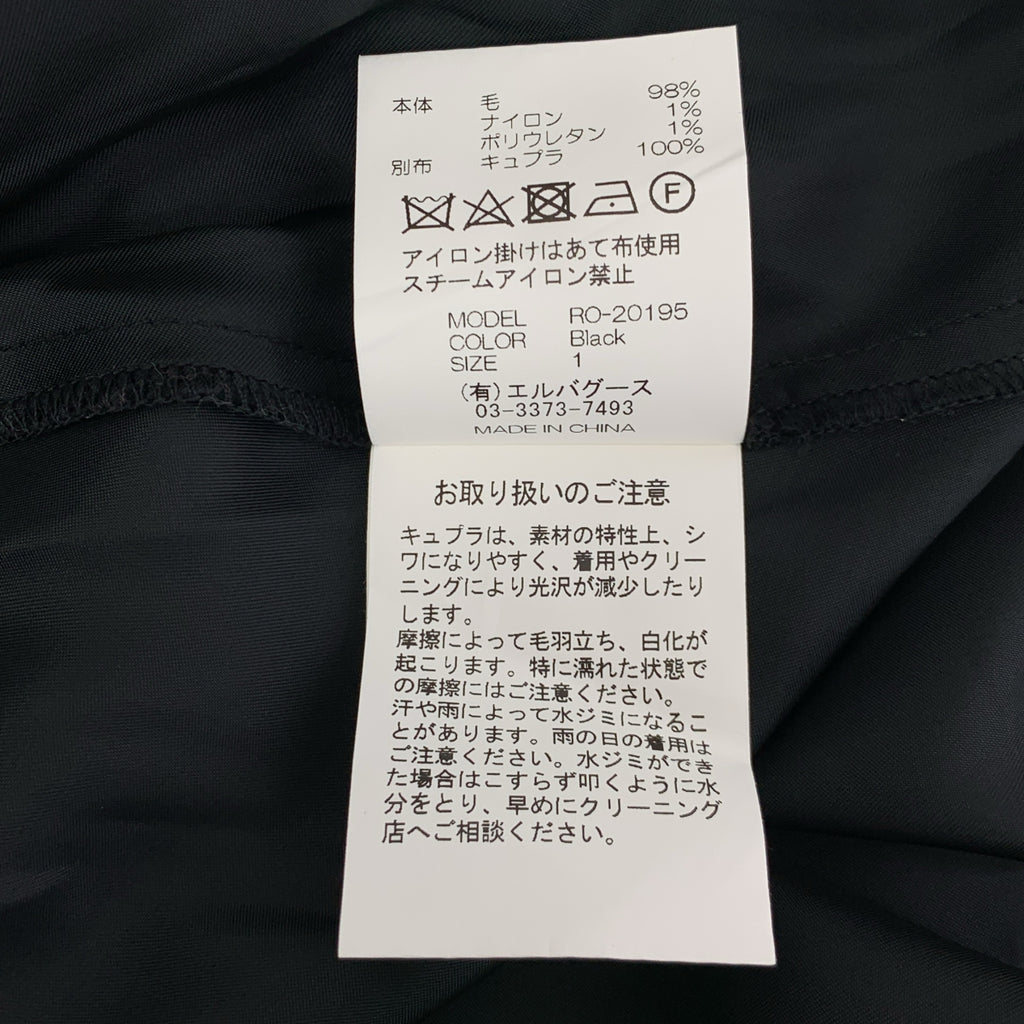 本体 毛 98%
ナイロン 1%
ポリウレタン 1%
別布 キュプラ 100%
F
アイロン掛けはあて布使用
スチームアイロン禁止
MODEL RO-20195
COLOR Black
SIZE 1
(有)エルバグース
03-3373-7493
MADE IN CHINA
お取り扱いのご注意
キュプラは、素材の特性上、シ
ワになりやすく、着用やクリー
ニングにより光沢が減少したり
します。
摩擦によって毛羽立ち、白化が
起こります。特に濡れた状態で
の摩擦にはご注意ください。
汗や雨によって水ジミになるこ
とがあります。雨の日の着用は
ご注意ください。水ジミができ
た場合はこすらず叩くように水
分をとり、早めにクリーニング
店へご相談ください。